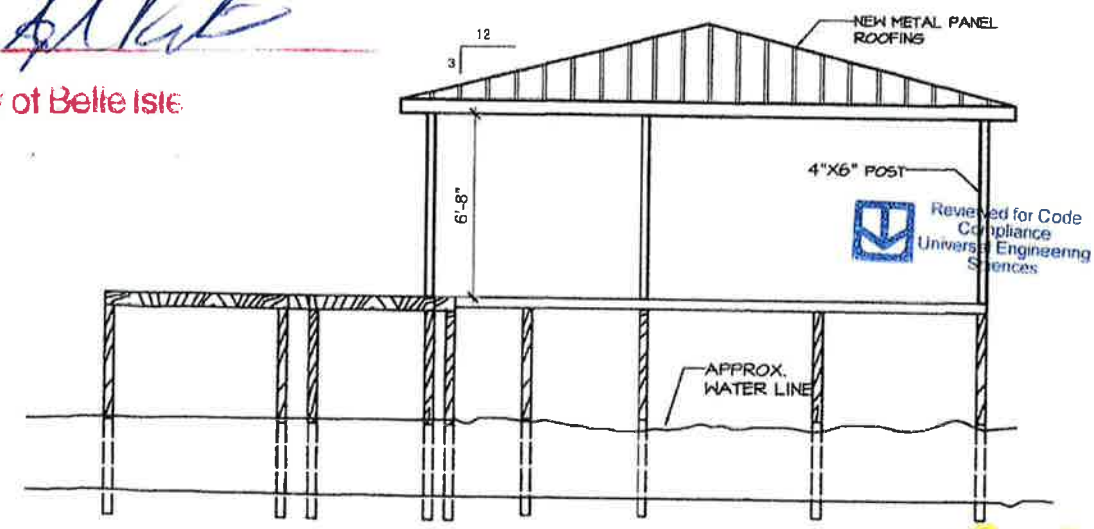 of Belle Isle
12
3
NEW METAL PANEL
ROOFING
6'-8"
4"X6" POST
Reviewed for Code
Compliance
Universal Engineering
Sciences
APPROX.
WATER LINE